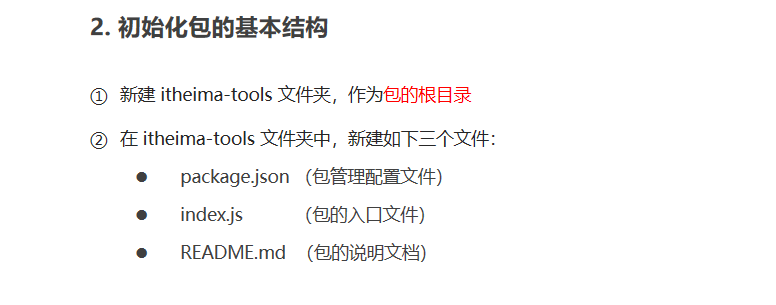 2. 初始化包的基本结构
① 新建 itheima-tools 文件夹，作为包的根目录
② 在 itheima-tools 文件夹中，新建如下三个文件：
● package.json （包管理配置文件）
● index.js （包的入口文件）
● README.md （包的说明文档）